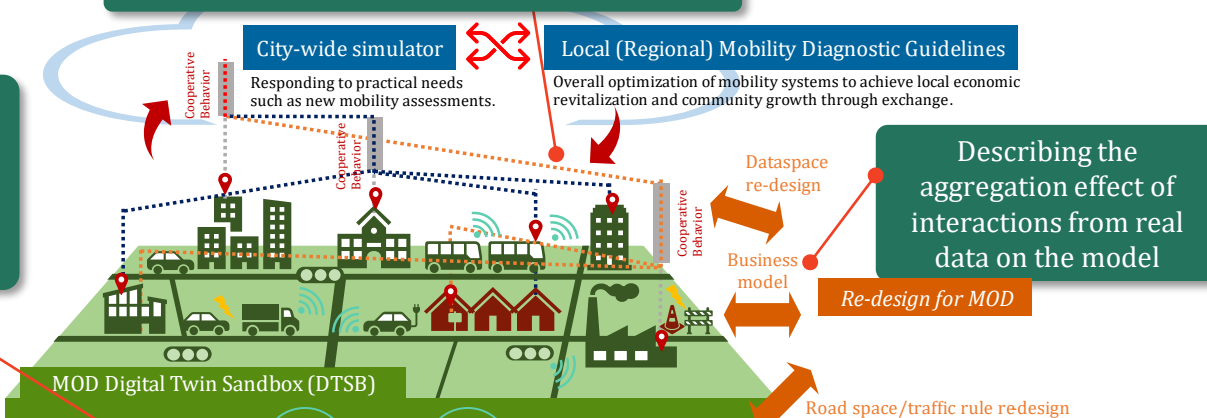 City-wide simulator
Local (Regional) Mobility Diagnostic Guidelines
Responding to practical needs
such as new mobility assessments.
Overall optimization of mobility systems to achieve local economic
revitalization and community growth through exchange.
Cooperative
Behavior
Cooperative
Behavior
Cooperative
Behavior
Dataspace
re-design
Describing the
aggregation effect of
interactions from real
data on the model
Business
model
Re-design for MOD
MOD Digital Twin Sandbox (DTSB)
Road space/traffic rule redesign